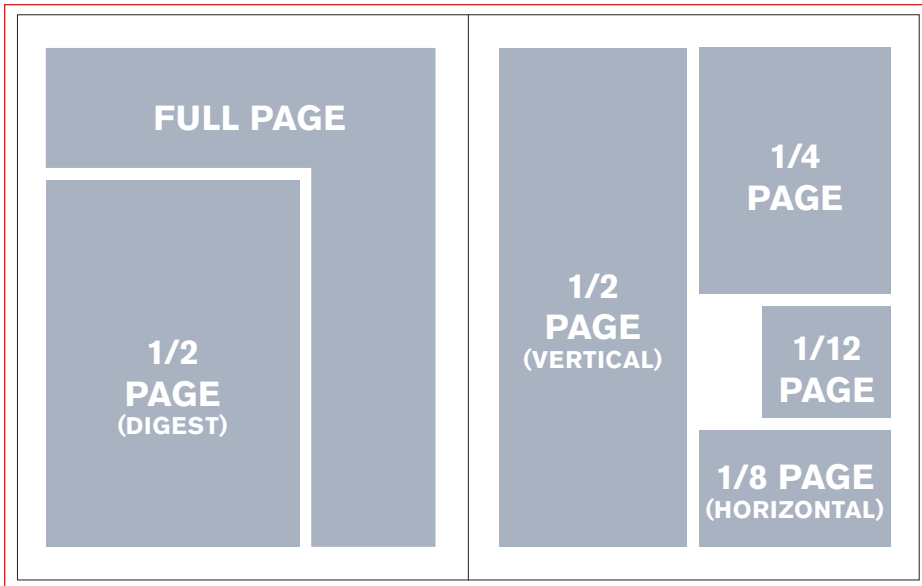 FULL PAGE
1/2
PAGE
(DIGEST)
1/2
PAGE
(VERTICAL)
1/4
PAGE
1/12
PAGE
1/8 PAGE
(HORIZONTAL)